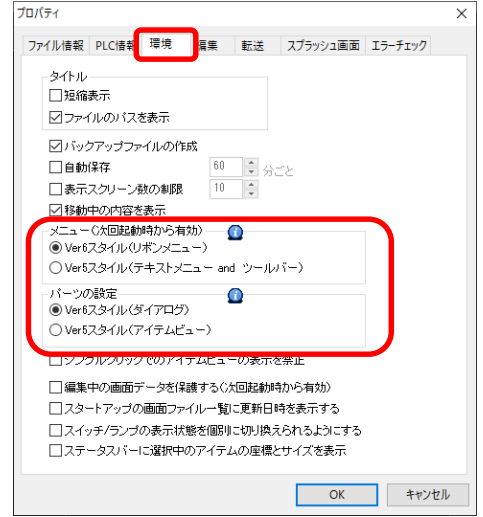 プロパティ
ファイル情報 PLC情報 環境 編集 転送 スプラッシュ画面 エラーチェック
タイトル
短縮表示
ファイルのパスを表示
バックアップファイルの作成
自動保存 60 分ごと
表示スクリーン数の制限 10
移動中の内容を表示
メニュー(次回起動時から有効)
Ver6スタイル(リボンメニュー)
Ver5スタイル(テキストメニュー and ツールバー)
パーツの設定
Ver6スタイル(ダイアログ)
Ver5スタイル(アイテムビュー)
シングルクリックでのアイテムビューの表示を禁止
編集中の画面データを保護する(次回起動時から有効)
スタートアップの画面ファイル一覧に更新日時を表示する
スイッチ/ランプの表示状態を個別に切り換えられるようにする
ステータスバーに選択中のアイテムの座標とサイズを表示
OK キャンセル